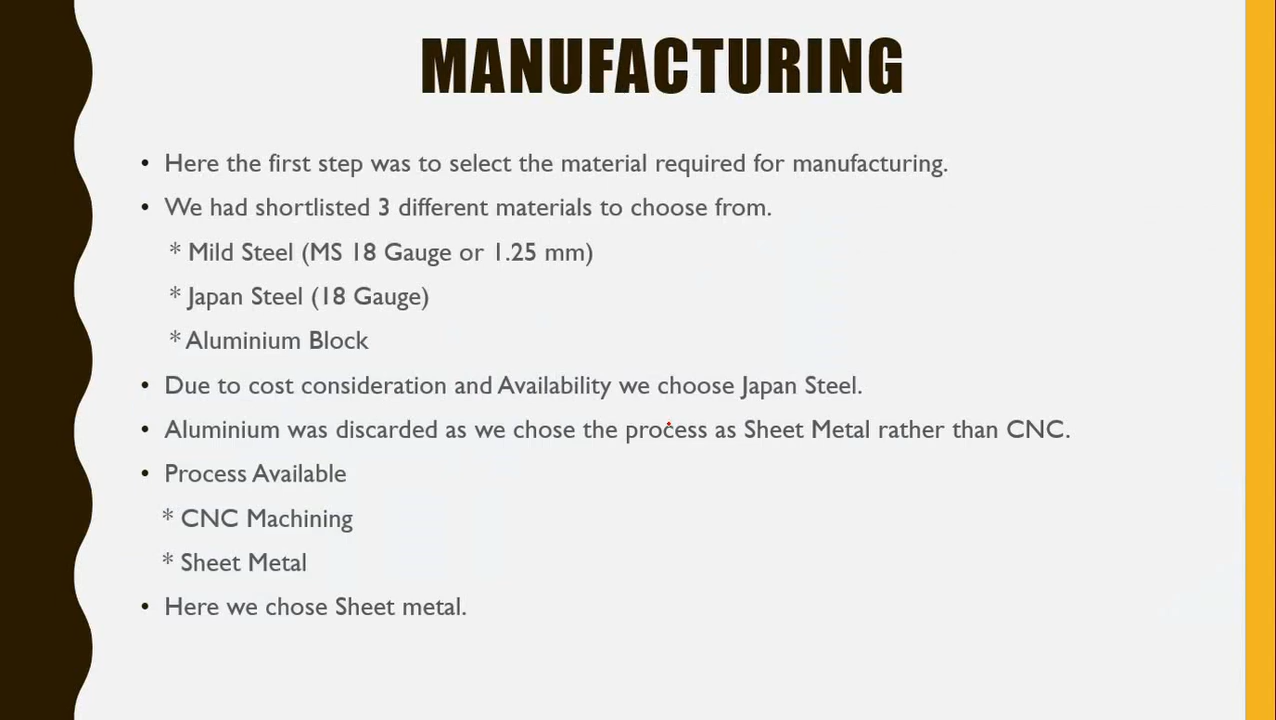 MANUFACTURING
• Here the first step was to select the material required for manufacturing.
• We had shortlisted 3 different materials to choose from.
* Mild Steel (MS 18 Gauge or 1.25 mm)
* Japan Steel (18 Gauge)
* Aluminium Block
• Due to cost consideration and Availability we choose Japan Steel.
• Aluminium was discarded as we chose the process as Sheet Metal rather than CNC.
• Process Available
* CNC Machining
* Sheet Metal
• Here we chose Sheet metal.